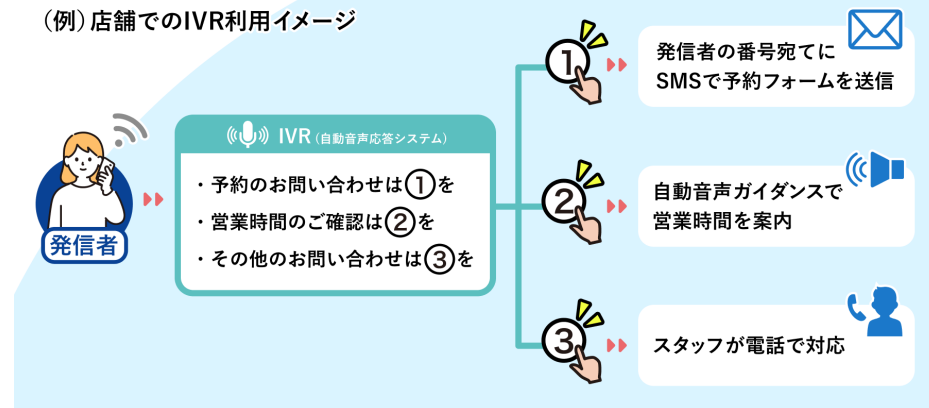 (例)店舗でのIVR利用イメージ
発信者
IVR(自動音声応答システム)
・予約のお問い合わせは①を
・営業時間のご確認は②を
・その他のお問い合わせは③を
①
発信者の番号宛てに
SMSで予約フォームを送信
②
自動音声ガイダンスで
営業時間を案内
③
スタッフが電話で対応